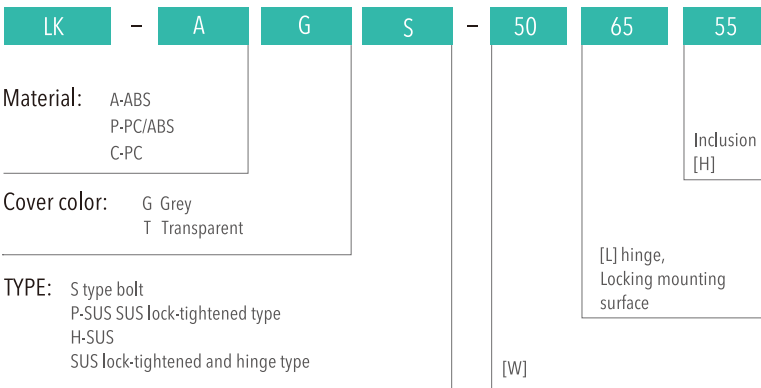 LK - A G S - 50 65 55
Material: A-ABS
P-PC/ABS
C-PC
Inclusion
[H]
Cover color: G Grey
T Transparent
[L] hinge,
Locking mounting
surface
TYPE: S type bolt
P-SUS SUS lock-tightened type
H-SUS
SUS lock-tightened and hinge type
[W]